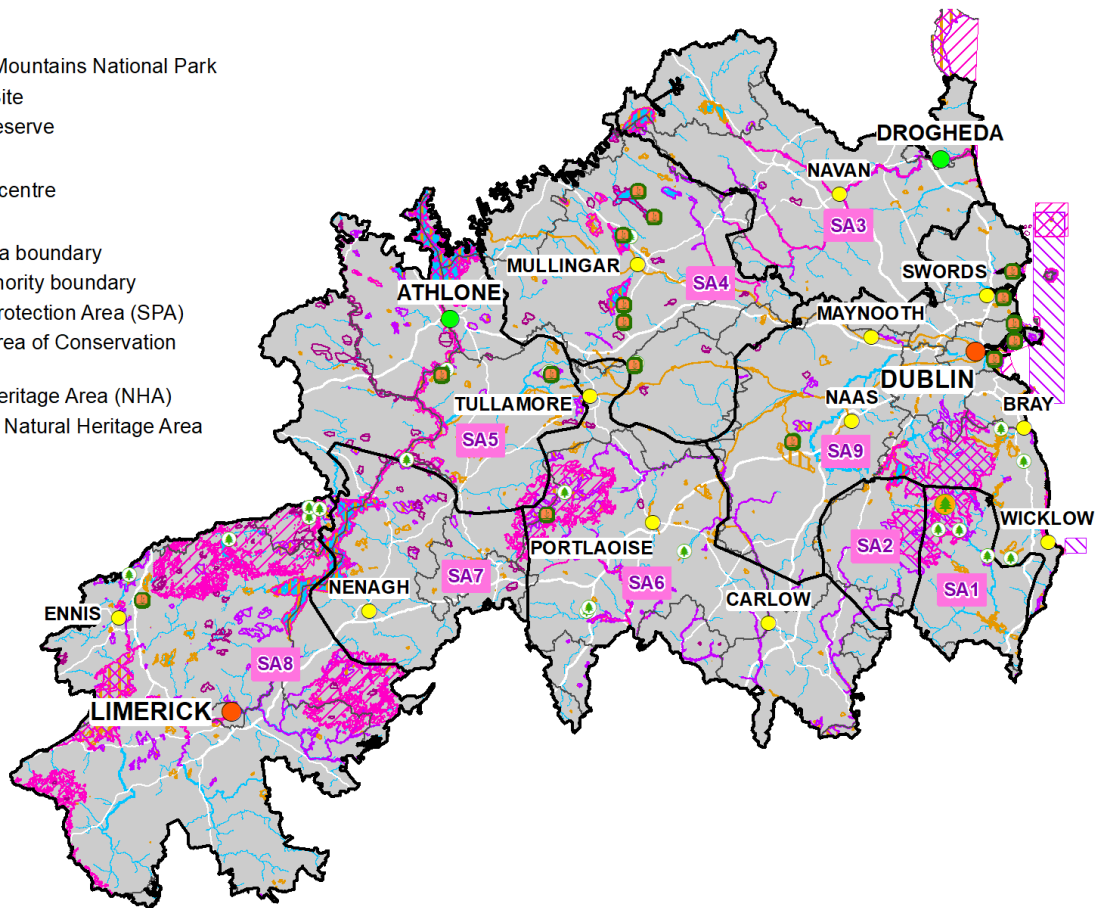 Mountains National Park
ite
eserve
centre
a boundary
hority boundary
rotection Area (SPA)
rea of Conservation
eritage Area (NHA)
Natural Heritage Area
DROGHEDA
NAVAN
SA3
SWORDS
MULLINGAR
SA4
ATHLONE
MAYNOOTH
DUBLIN
NAAS
BRAY
TULLAMORE
SA5
SA9
WICKLOW
PORTLAOISE
SA2
SA7
SA6
SA1
NENAGH
CARLOW
ENNIS
SA8
LIMERICK